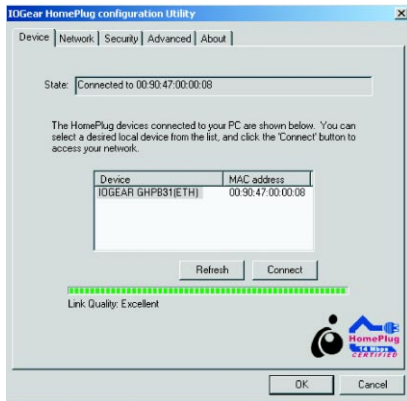 IOGear HomePlug configuration Utility
Device Network Security Advanced About
State: Connected to 00:90:47:00:00:08
The HomePlug devices connected to your PC are shown below. You can
select a desired local device from the list, and click the 'Connect' button to
access your network.
Device MAC address
IOGEAR GHPB31(ETH) 00:90:47:00:00:08
Refresh Connect
Link Quality: Excellent
HomePlug
14 Mbps
CERTIFIED
OK Cancel